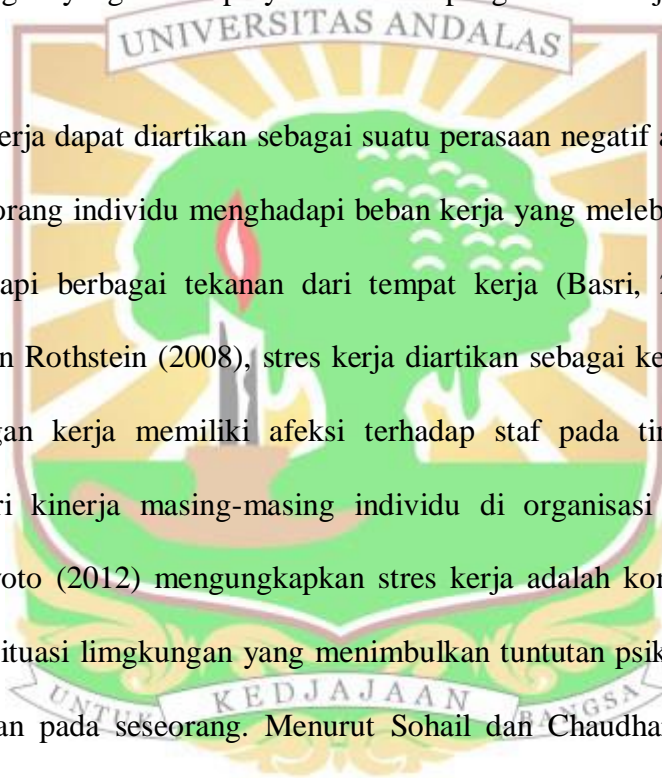 UNIVERSITAS ANDALAS
erja dapat diartikan sebagai suatu perasaan negatif a
orang individu menghadapi beban kerja yang meleb
api berbagai tekanan dari tempat kerja (Basri,
n Rothstein (2008), stres kerja diartikan sebagai ke
gan kerja memiliki afeksi terhadap staf pada tin
ri kinerja masing-masing individu di organisasi
oto (2012) mengungkapkan stres kerja adalah kon
ituasi limgkungan yang menimbulkan tuntutan psik
UNTUK KEDJAJAAN BANGSA
an pada seseorang. Menurut Sohail dan Chaudha